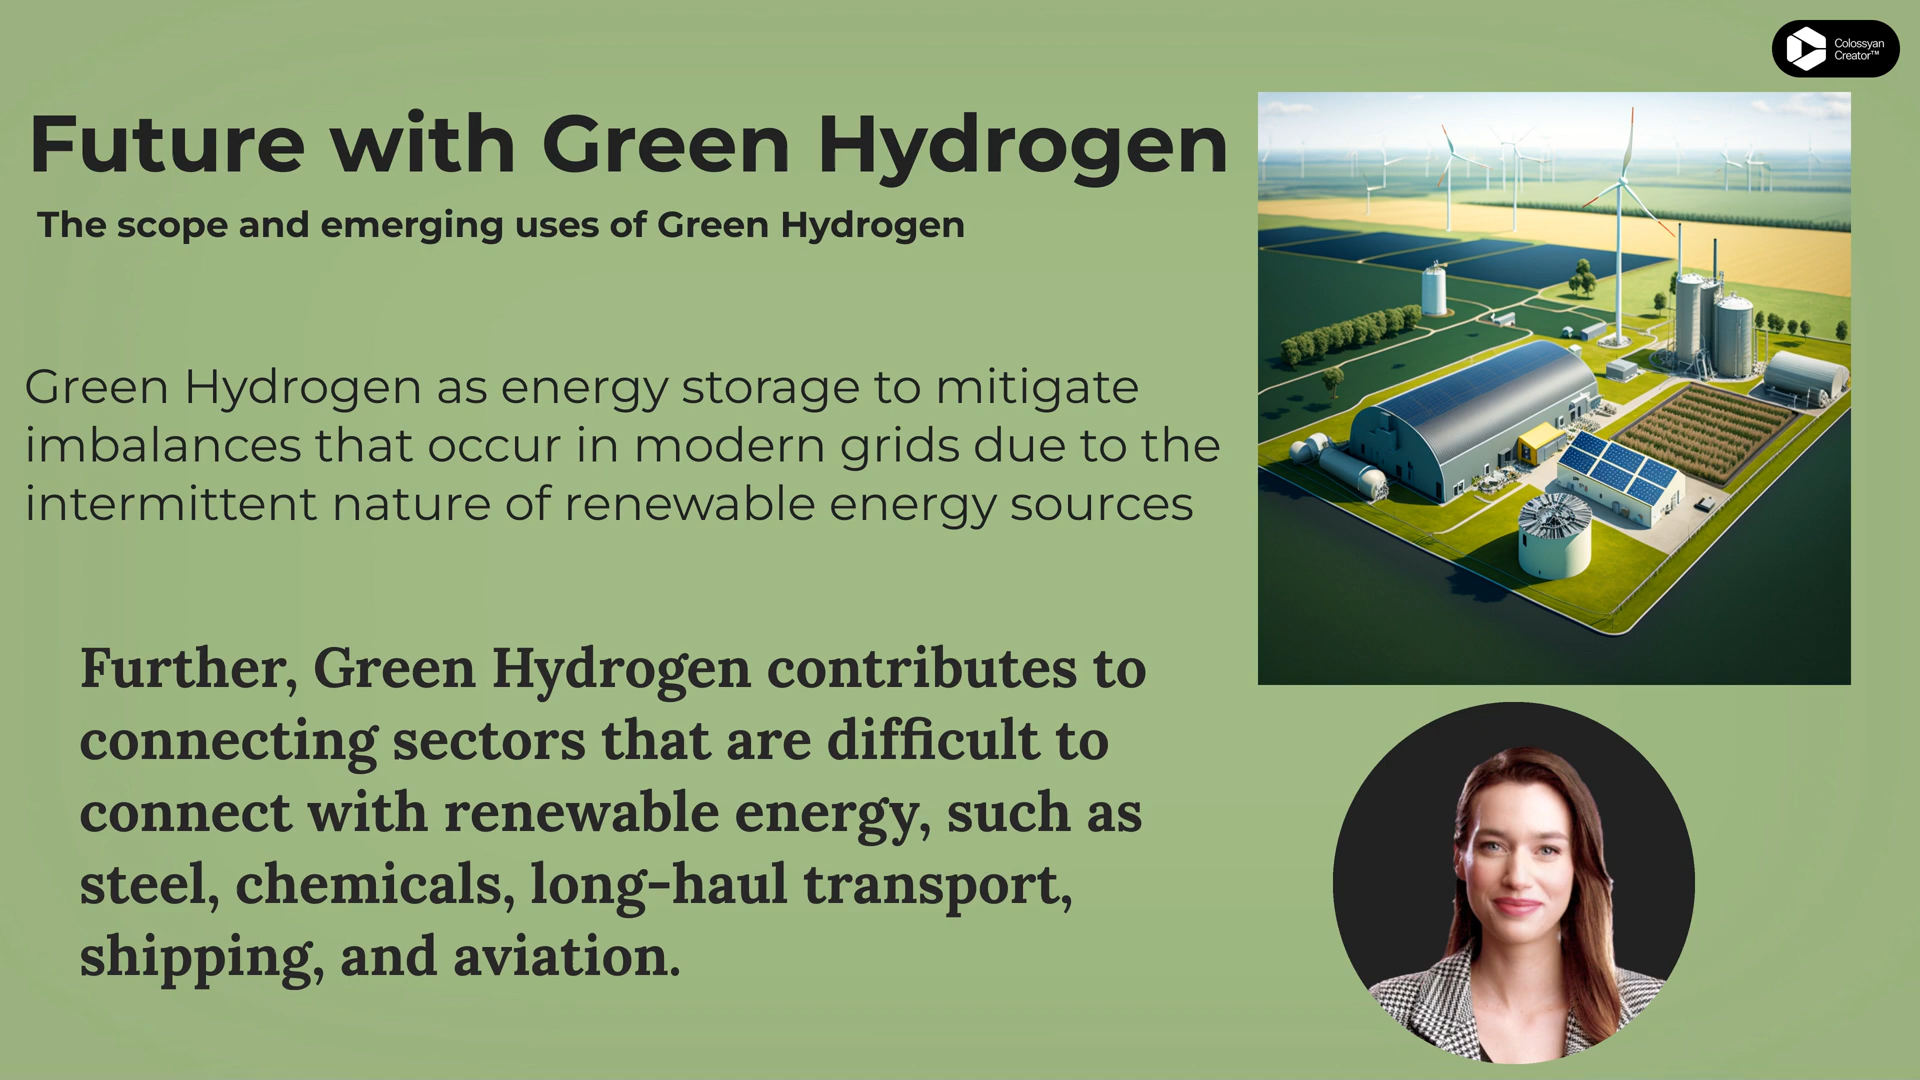 Colossyan
Creator™
Future with Green Hydrogen
The scope and emerging uses of Green Hydrogen
Green Hydrogen as energy storage to mitigate
imbalances that occur in modern grids due to the
intermittent nature of renewable energy sources
Further, Green Hydrogen contributes to
connecting sectors that are difficult to
connect with renewable energy, such as
steel, chemicals, long-haul transport,
shipping, and aviation.